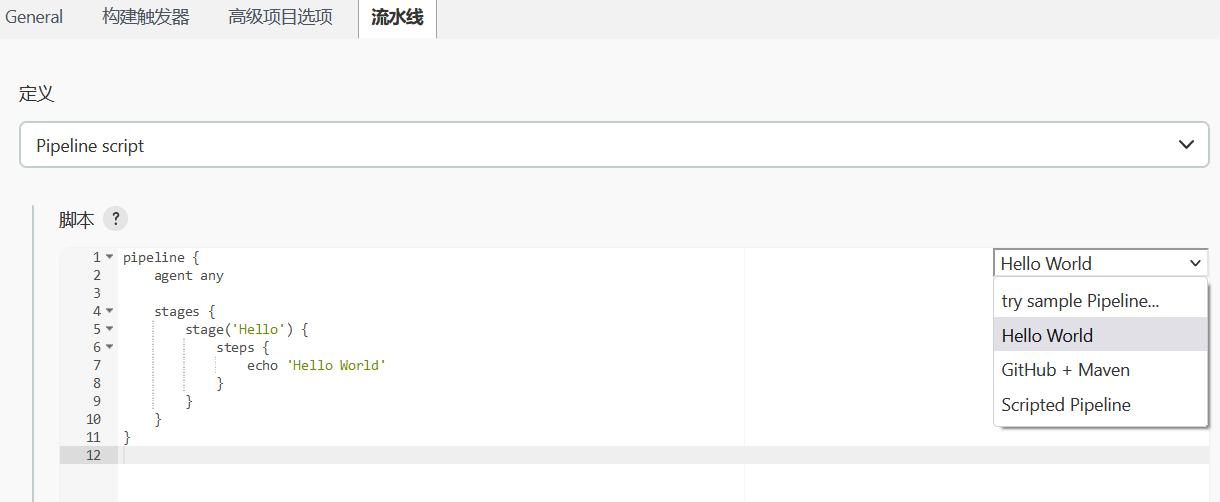 General 构建触发器 高级项目选项 流水线
定义
Pipeline script
脚本 ?
1 pipeline { Hello World
2     agent any
3 try sample Pipeline...
4     stages {
5         stage('Hello') { Hello World
6             steps {
7                 echo 'Hello World' GitHub + Maven
8             }
9         } Scripted Pipeline
10     }
11 }
12